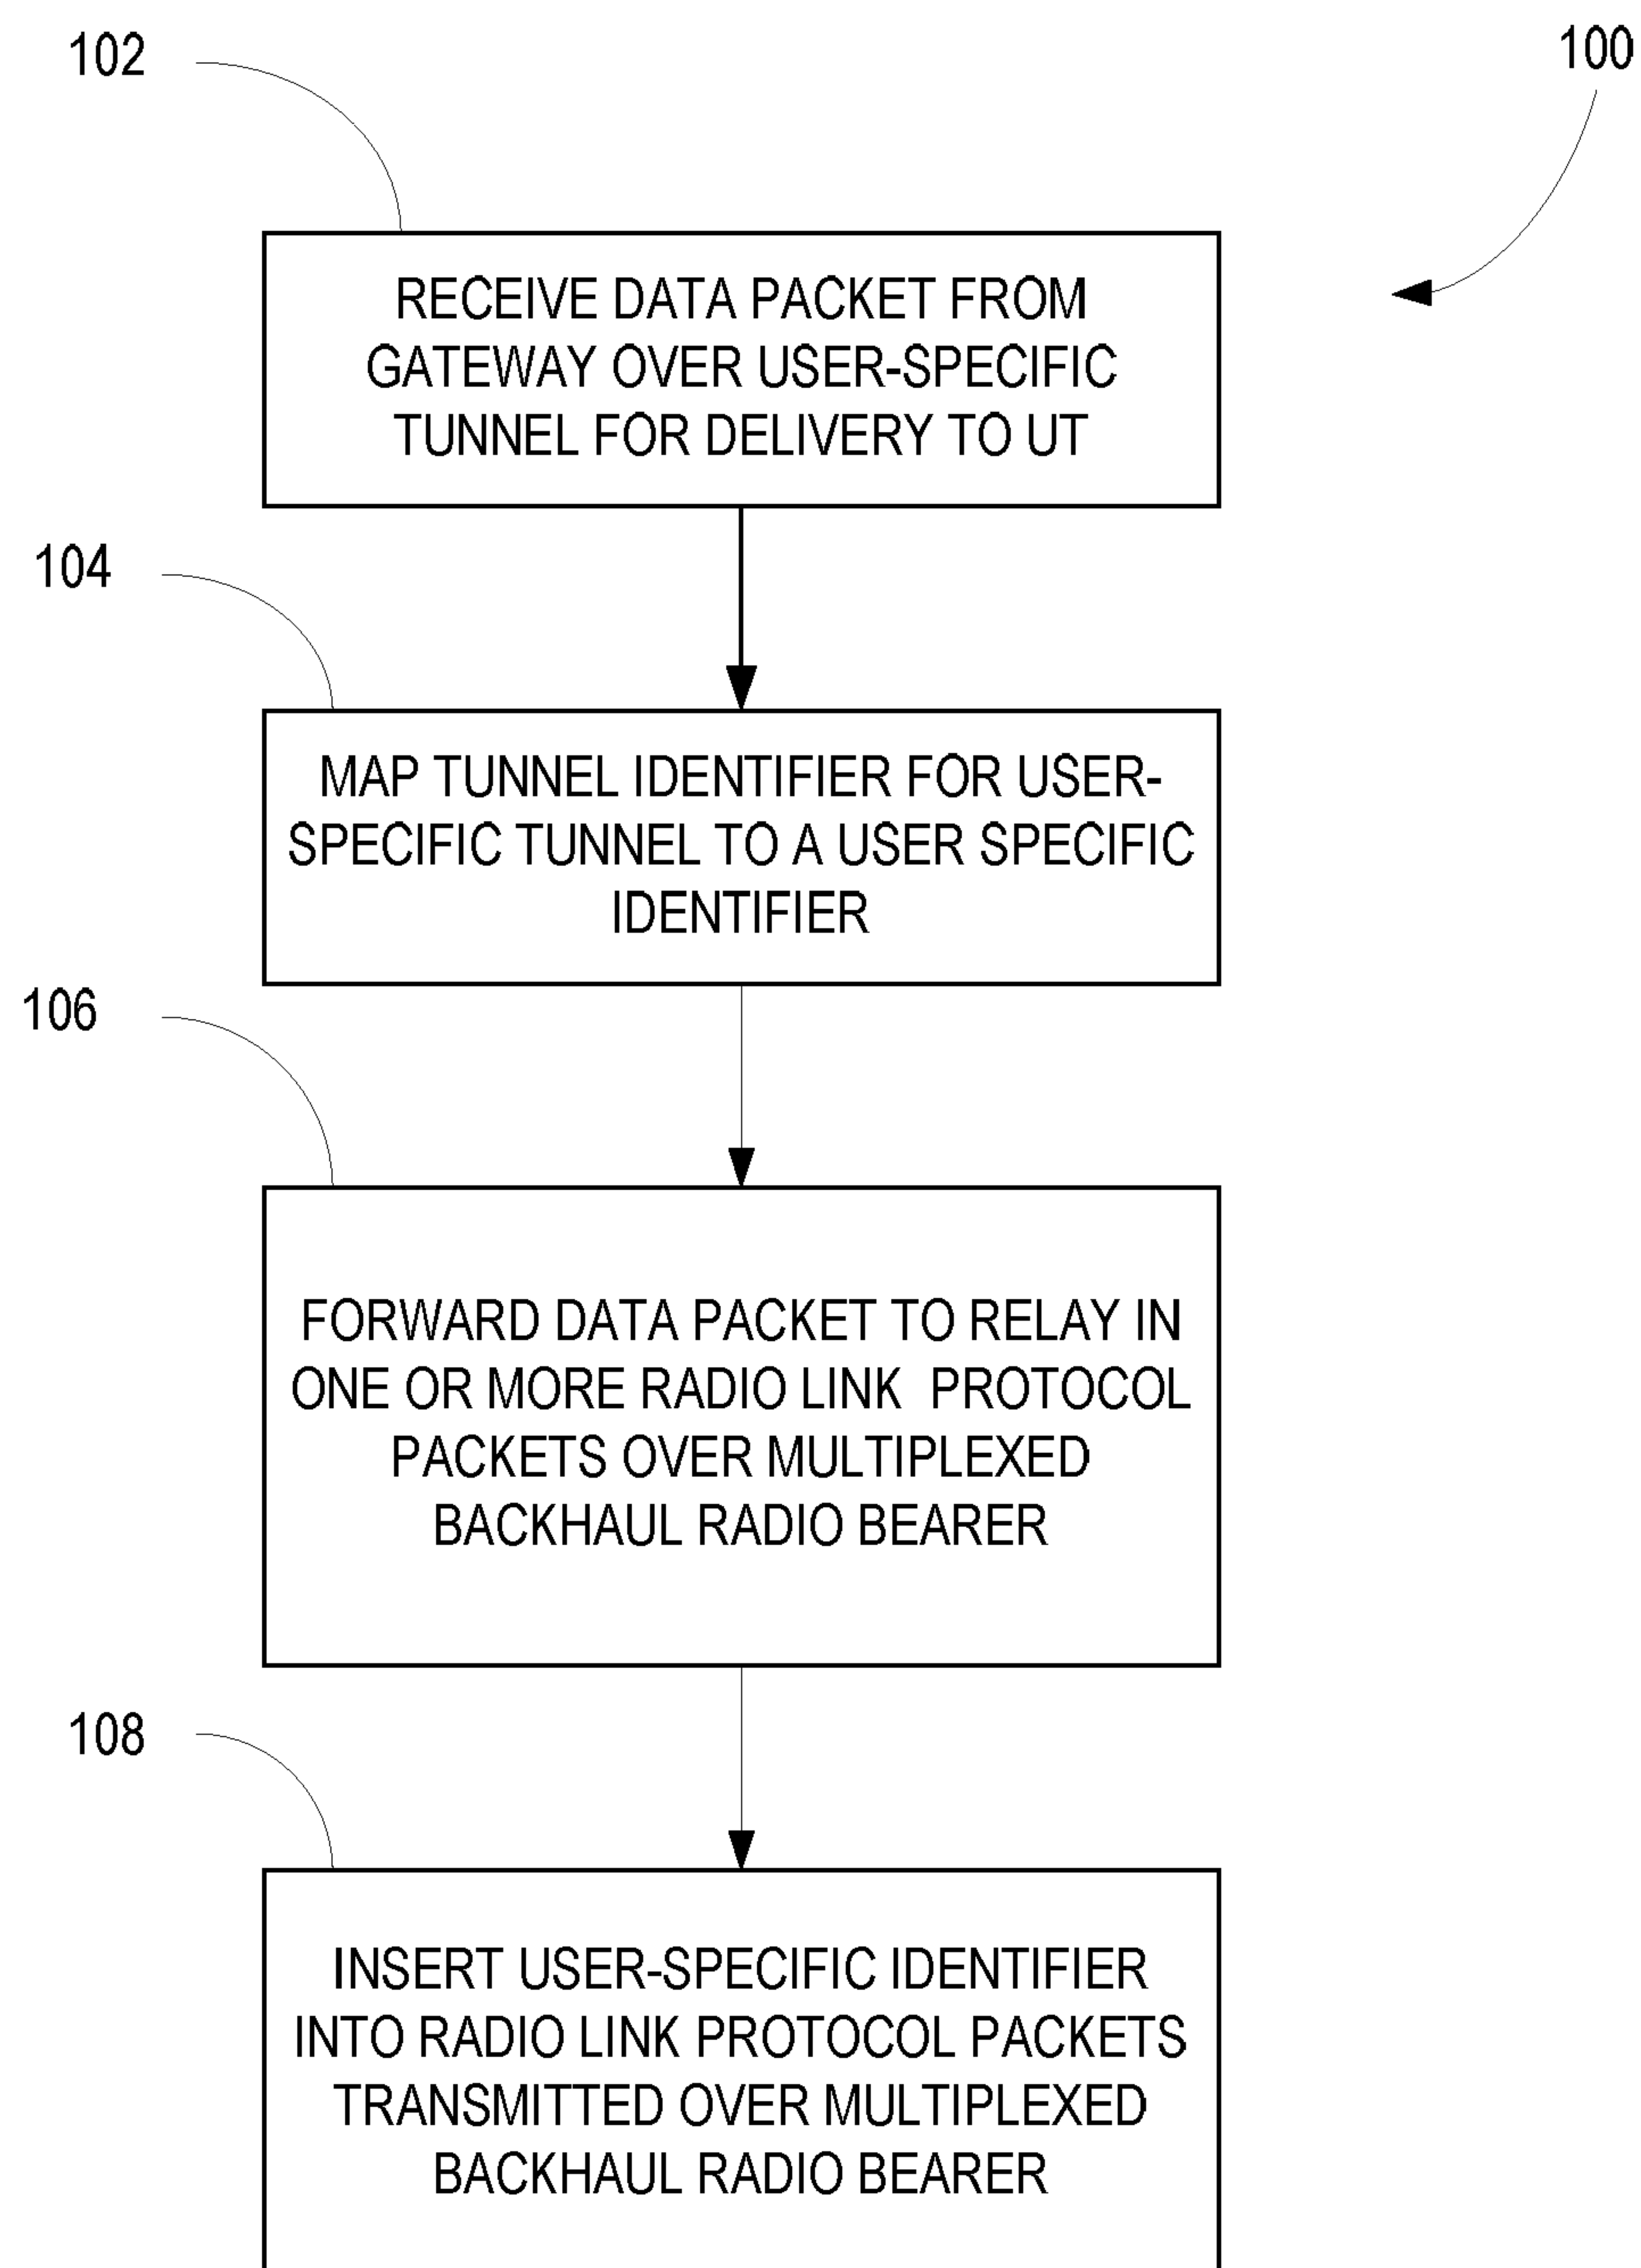 102
100
RECEIVE DATA PACKET FROM
GATEWAY OVER USER-SPECIFIC
TUNNEL FOR DELIVERY TO UT
104
MAP TUNNEL IDENTIFIER FOR USER-
SPECIFIC TUNNEL TO A USER SPECIFIC
IDENTIFIER
106
FORWARD DATA PACKET TO RELAY IN
ONE OR MORE RADIO LINK PROTOCOL
PACKETS OVER MULTIPLEXED
BACKHAUL RADIO BEARER
108
INSERT USER-SPECIFIC IDENTIFIER
INTO RADIO LINK PROTOCOL PACKETS
TRANSMITTED OVER MULTIPLEXED
BACKHAUL RADIO BEARER